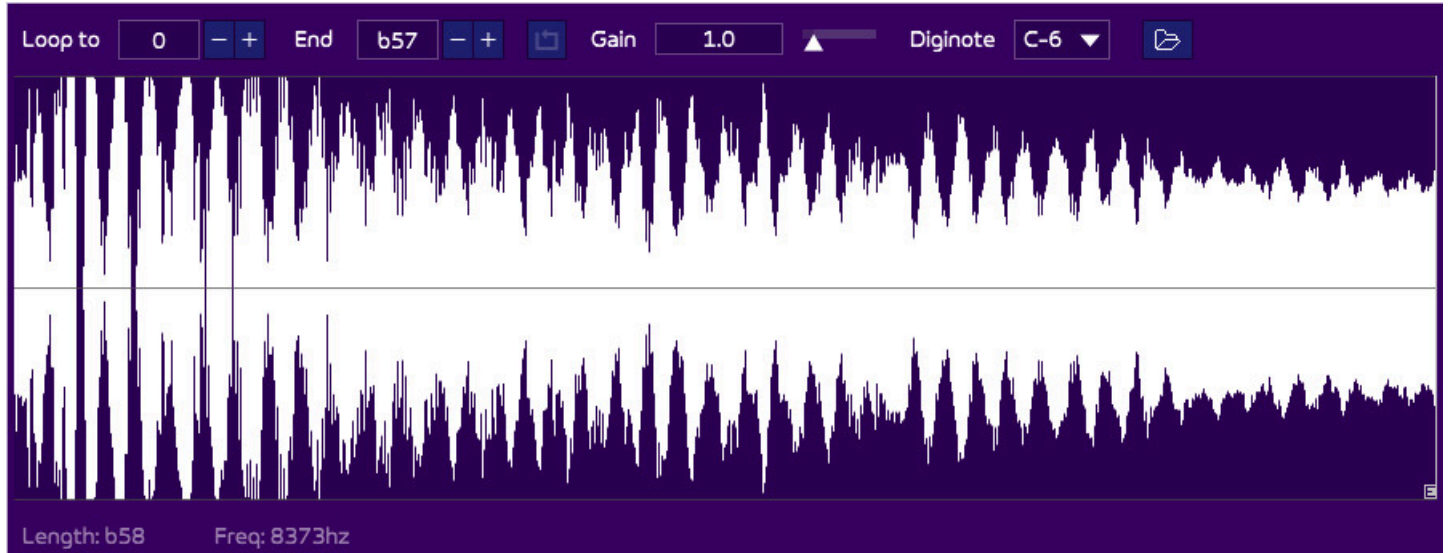 Loop to 0 − + End b57 − + Gain 1.0 Diginote C-6
E
Length: b58 Freq: 8373hz